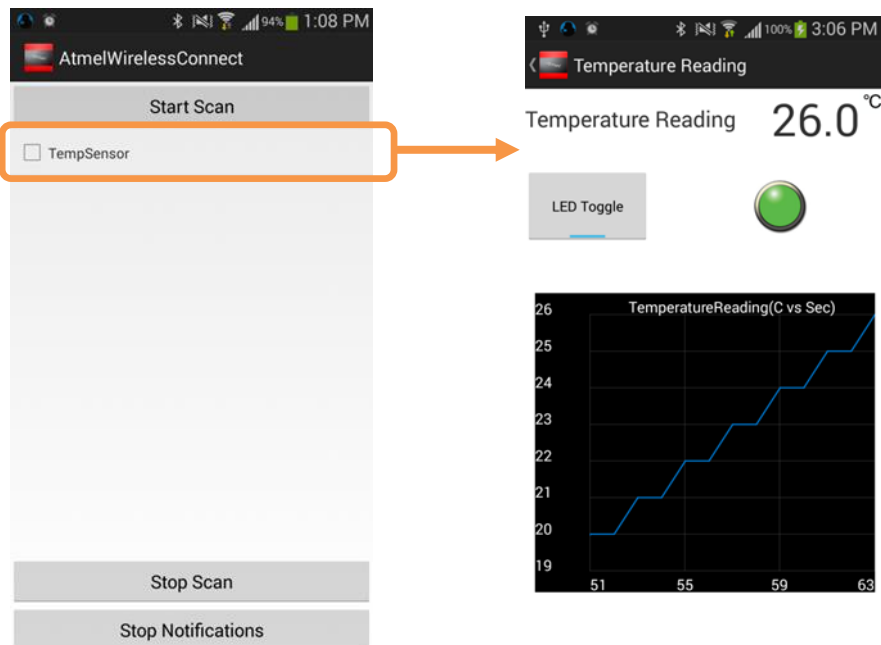 94% 1:08 PM
AtmelWirelessConnect
Start Scan
TempSensor
Stop Scan
Stop Notifications
100% 3:06 PM
Temperature Reading
Temperature Reading 26.0 °C
LED Toggle
TemperatureReading(C vs Sec)
26
25
24
23
22
21
20
19
51 55 59 63